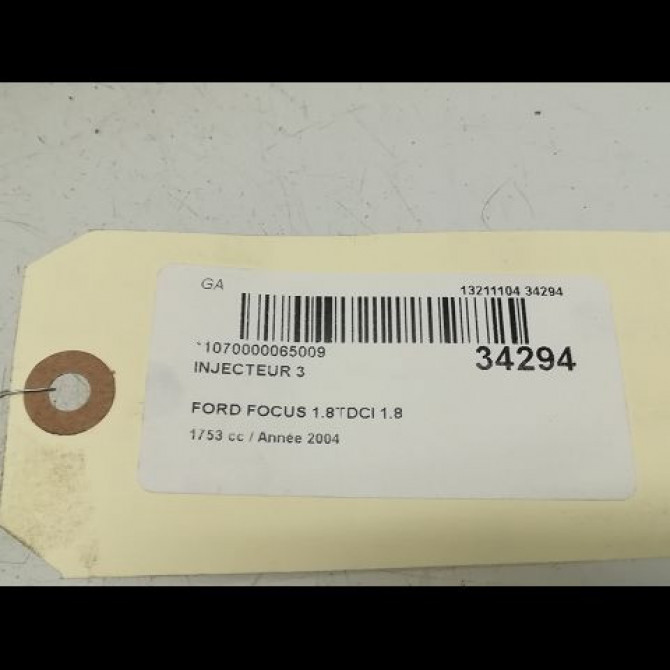 GA
13211104 34294
*1070000065009
34294
INJECTEUR 3
FORD FOCUS 1.8TDCI 1.8
1753 cc / Année 2004